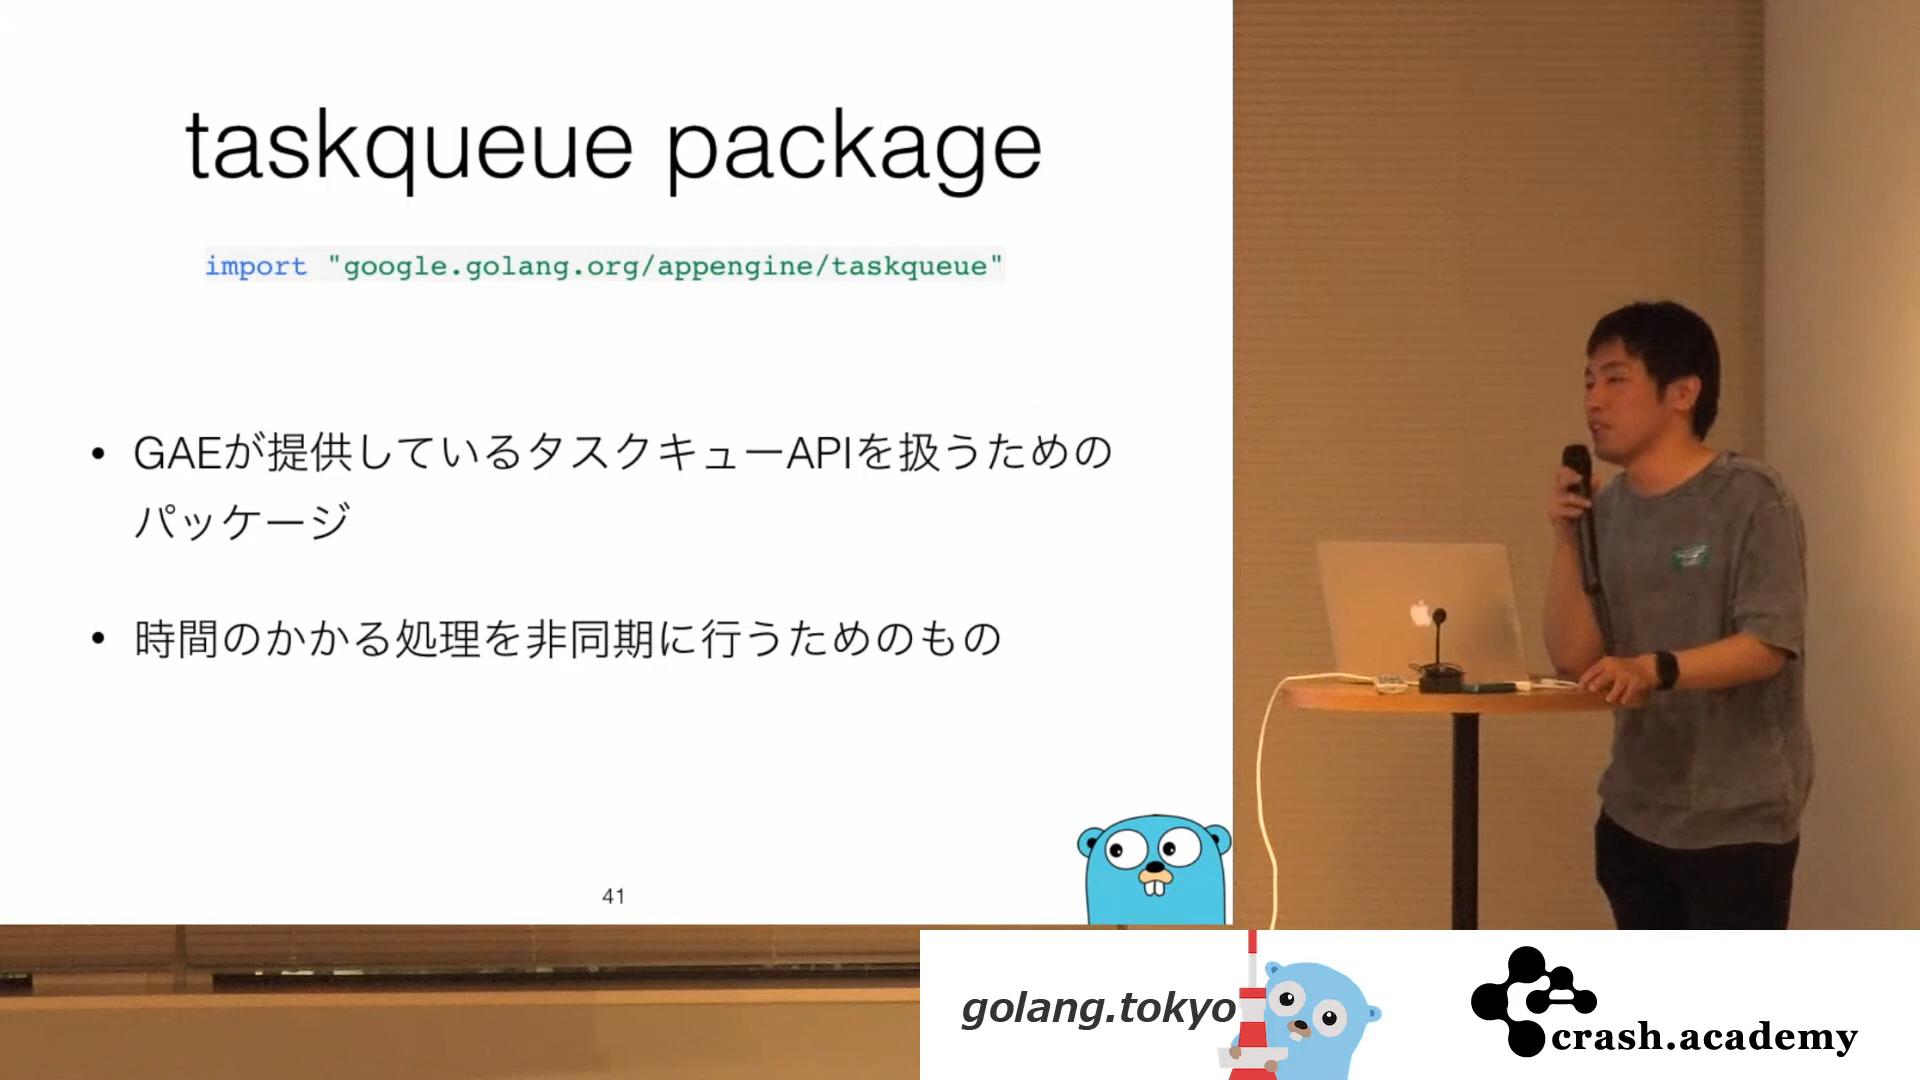 taskqueue package
import "google.golang.org/appengine/taskqueue"
• GAEが提供しているタスクキューAPIを扱うための
パッケージ
• 時間のかかる処理を非同期に行うためのもの
41
golang.tokyo
crash.academy